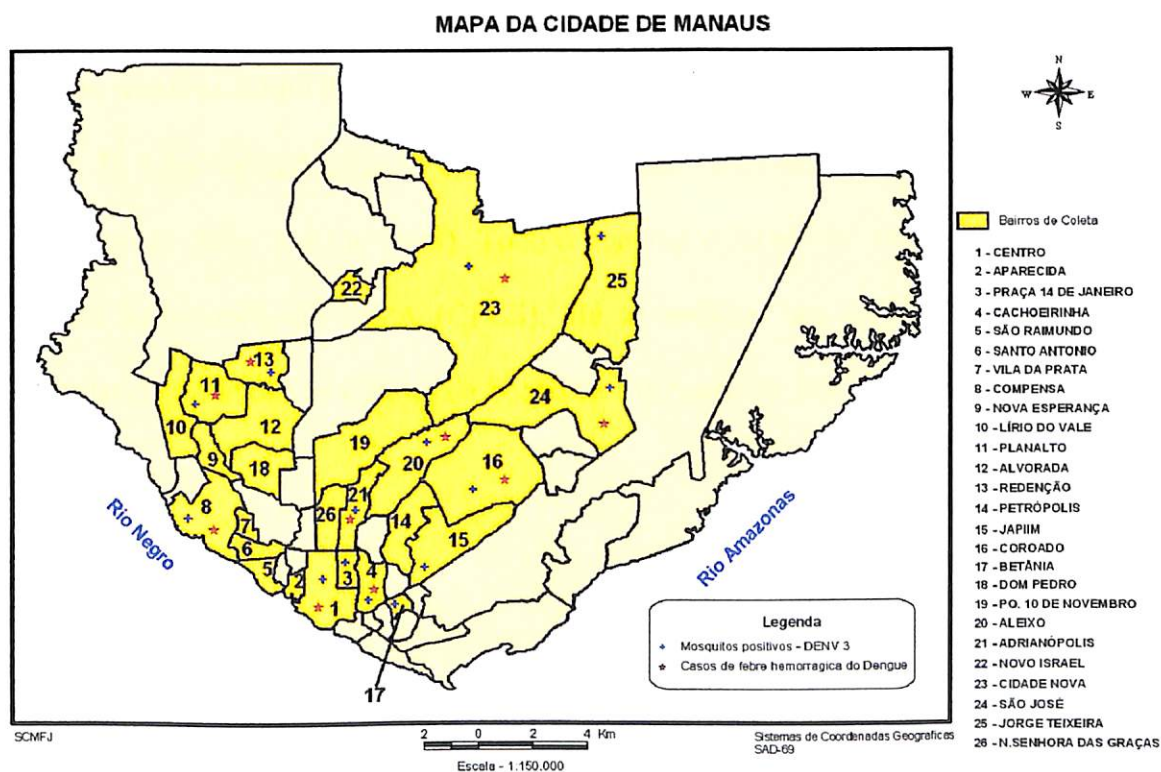 MAPA DA CIDADE DE MANAUS
N
W E
S
Bairros de Coleta
1 - CENTRO
2 - APARECIDA
3 - PRAÇA 14 DE JANEIRO
4 - CACHOEIRINHA
5 - SÃO RAIMUNDO
6 - SANTO ANTONIO
7 - VILA DA PRATA
8 - COMPENSA
9 - NOVA ESPERANÇA
10 - LÍRIO DO VALE
11 - PLANALTO
12 - ALVORADA
13 - REDENÇÃO
14 - PETRÓPOLIS
15 - JAPIIM
16 - COROADO
17 - BETÂNIA
18 - DOM PEDRO
19 - PQ. 10 DE NOVEMBRO
20 - ALEIXO
21 - ADRIANÓPOLIS
22 - NOVO ISRAEL
23 - CIDADE NOVA
24 - SÃO JOSÉ
25 - JORGE TEIXEIRA
26 - N.SENHORA DAS GRAÇAS
22
23
25
13
11
10
12
9
18
19
24
20
16
21
26
8
7
6
5
2
1
3
4
14
15
17
Rio Negro
Rio Amazonas
Legenda
Mosquitos positivos - DENV 3
Casos de febre hemorragica do Dengue
SCMFJ
2 0 2 4 Km
Escala - 1:150.000
Sistemas de Coordenadas Geograficas
SAD-69